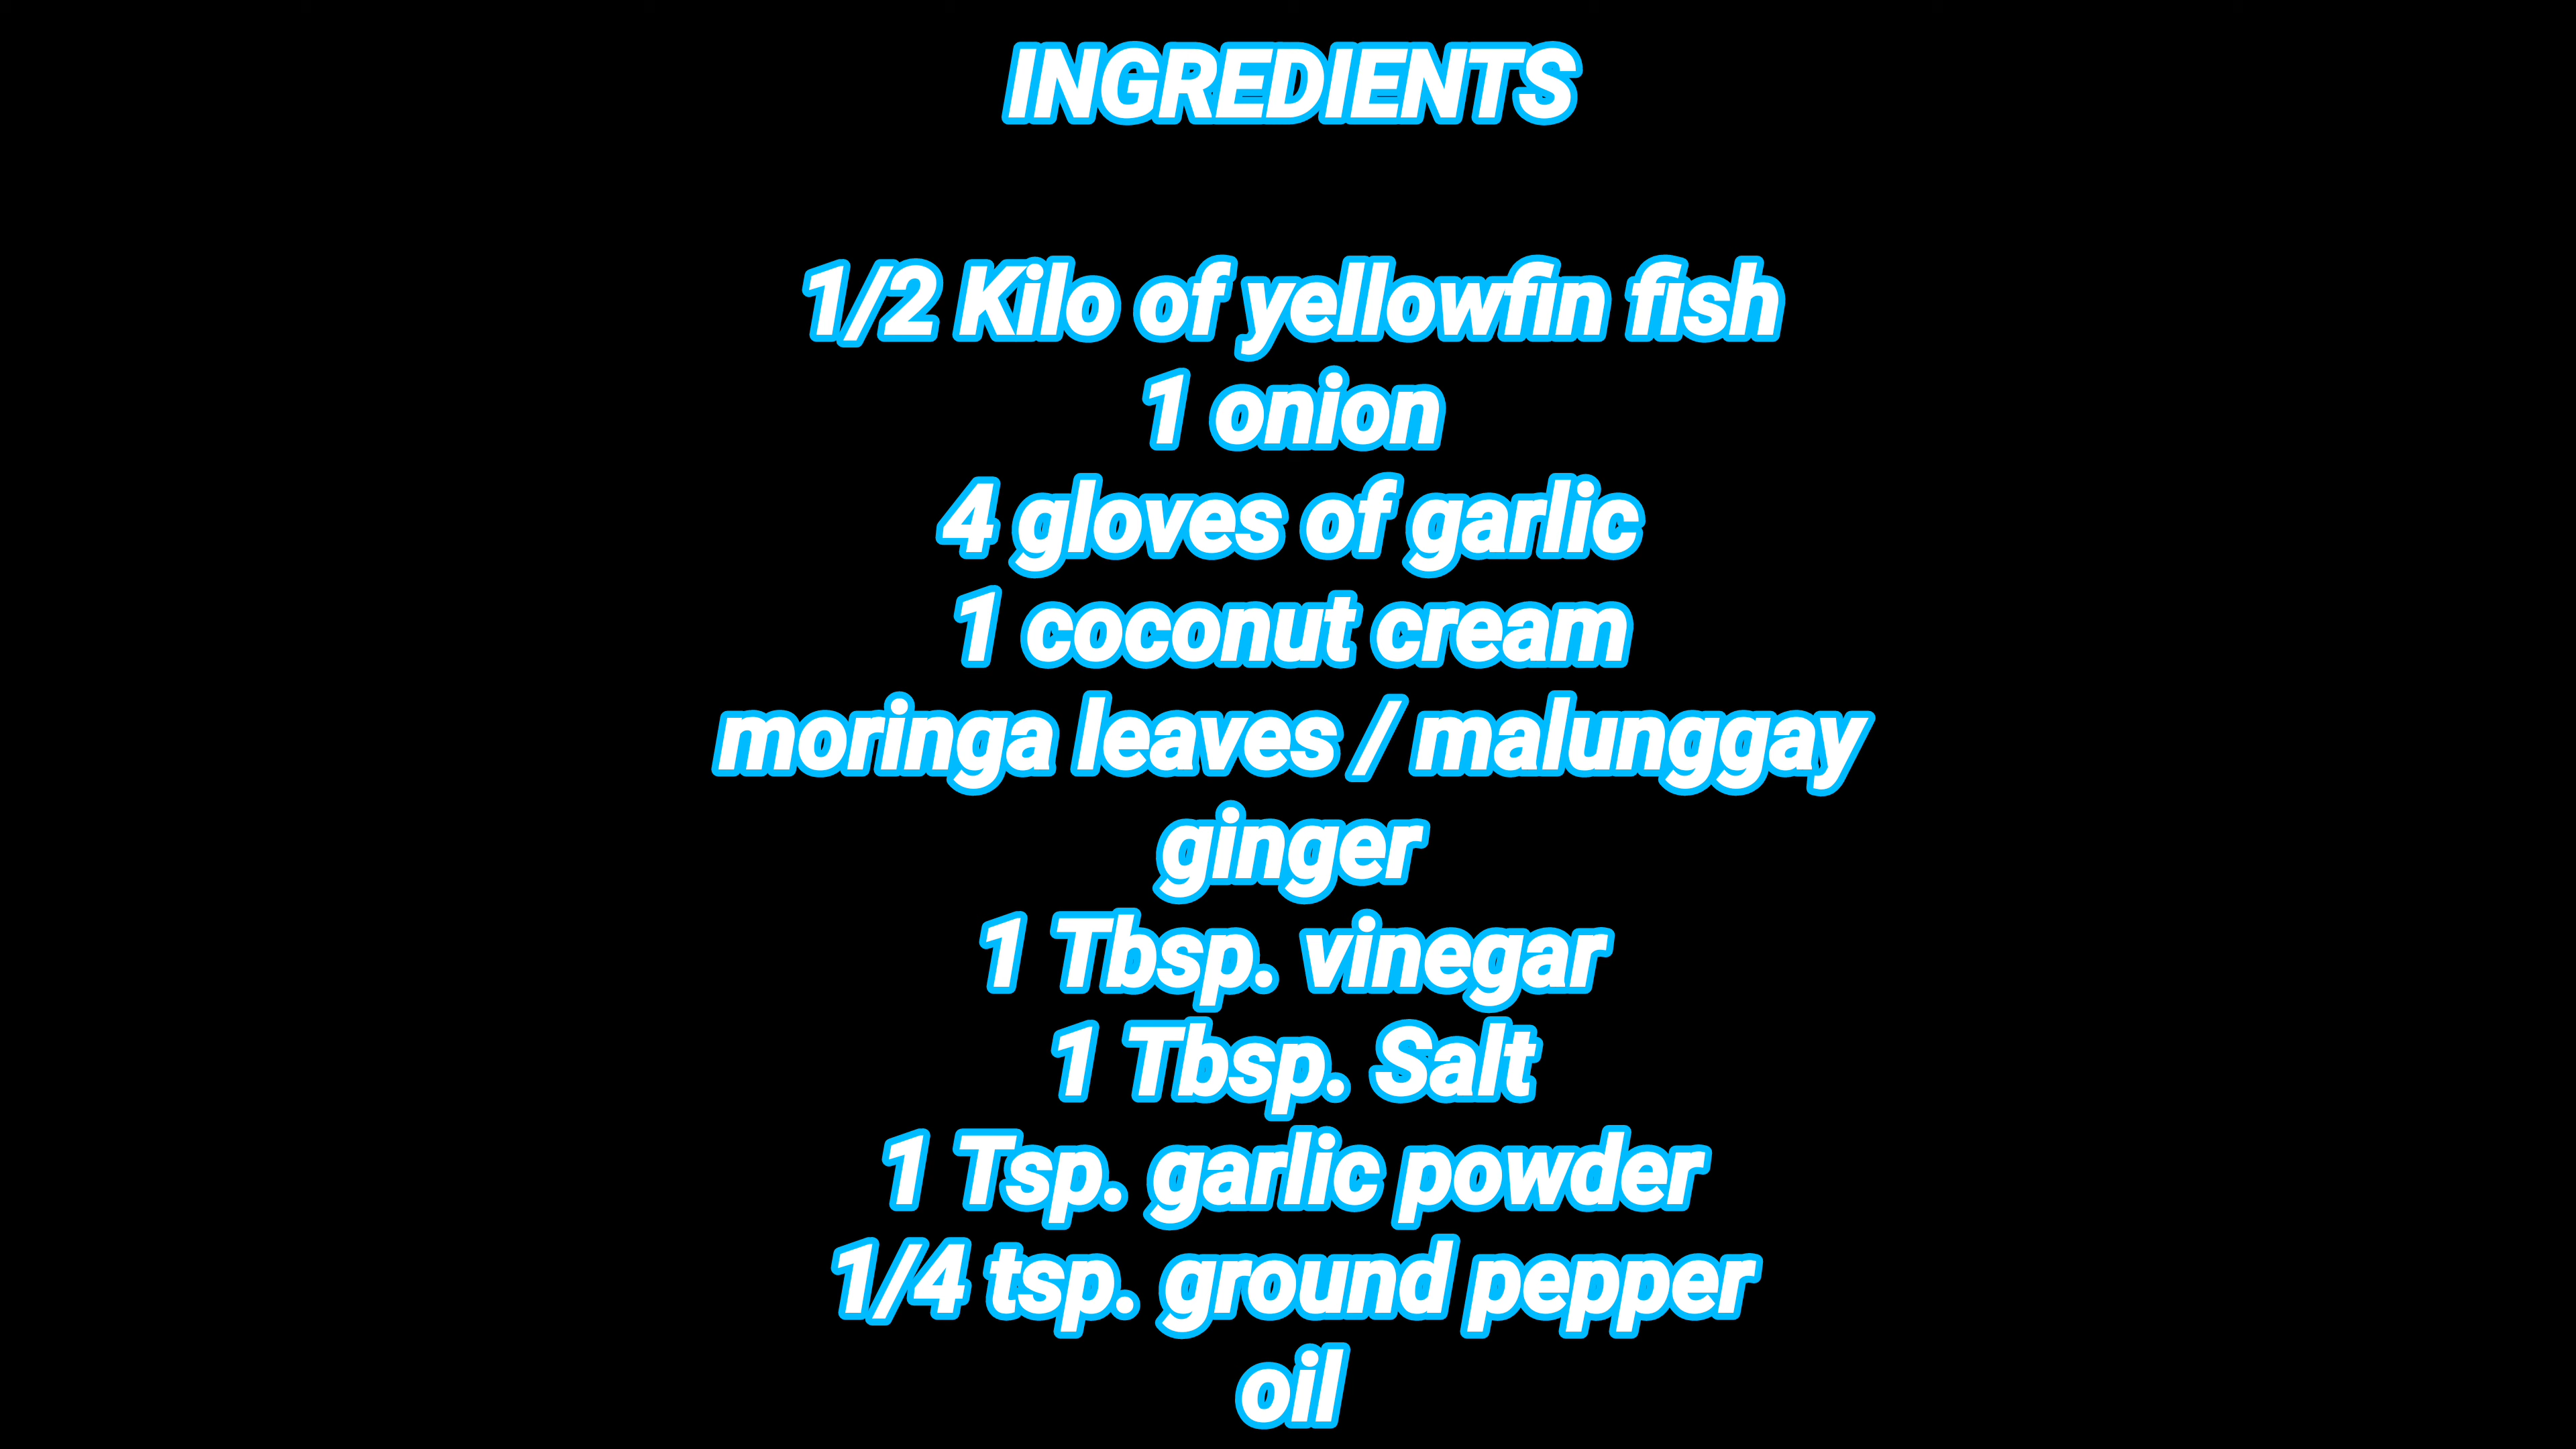 INGREDIENTS
1/2 Kilo of yellowfin fish
1 onion
4 gloves of garlic
1 coconut cream
moringa leaves / malunggay
ginger
1 Tbsp. vinegar
1 Tbsp. Salt
1 Tsp. garlic powder
1/4 tsp. ground pepper
oil